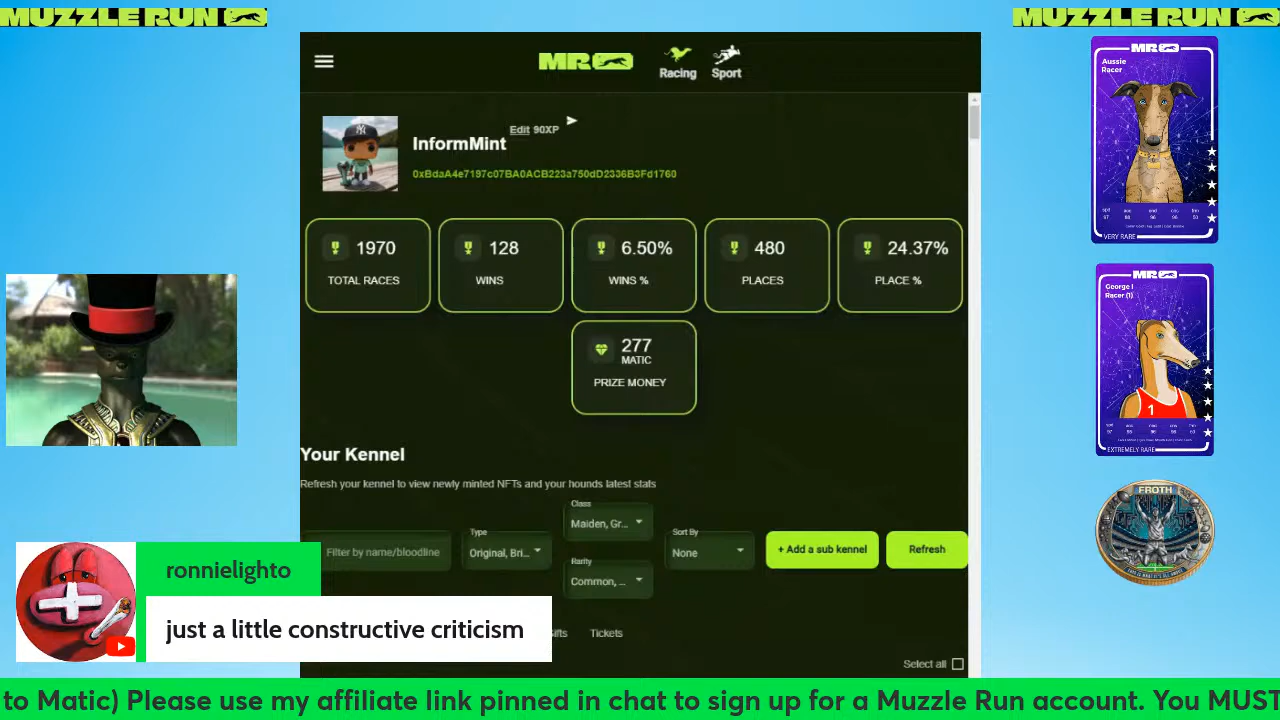 MUZZLE RUN
MUZZLE RUN
MR
Racing
Sport
InformMint
Edit 90XP
0xBdaA4e7197c07BA0ACB223a750dD2336B3Fd1760
1970
TOTAL RACES
128
WINS
6.50%
WINS %
480
PLACES
24.37%
PLACE %
277
MATIC
PRIZE MONEY
Your Kennel
Refresh your kennel to view newly minted NFTs and your hounds latest stats
Filter by name/bloodline
Type
Original, Bri...
Class
Maiden, Gr...
Rarity
Common, ...
Sort By
None
+ Add a sub kennel
Refresh
Tickets
Select all
MR
Aussie
Racer
VERY RARE
MR
George I
Racer (1)
1
EXTREMELY RARE
FROTH
ronnielighto
just a little constructive criticism
to Matic) Please use my affiliate link pinned in chat to sign up for a Muzzle Run account. You MUST